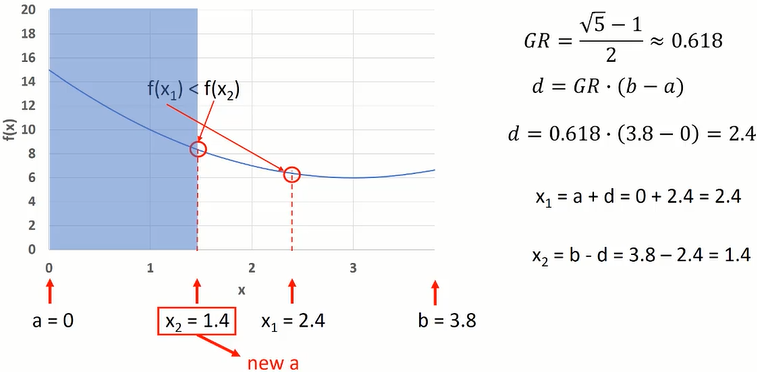 20
18
16
14
12
10
8
6
4
2
0
f(x)
f(x₁) < f(x₂)
0 1 2 3
x
a = 0
x₂ = 1.4
x₁ = 2.4
b = 3.8
new a
GR = (√5 − 1)/2 ≈ 0.618
d = GR · (b − a)
d = 0.618 · (3.8 − 0) = 2.4
x₁ = a + d = 0 + 2.4 = 2.4
x₂ = b - d = 3.8 – 2.4 = 1.4